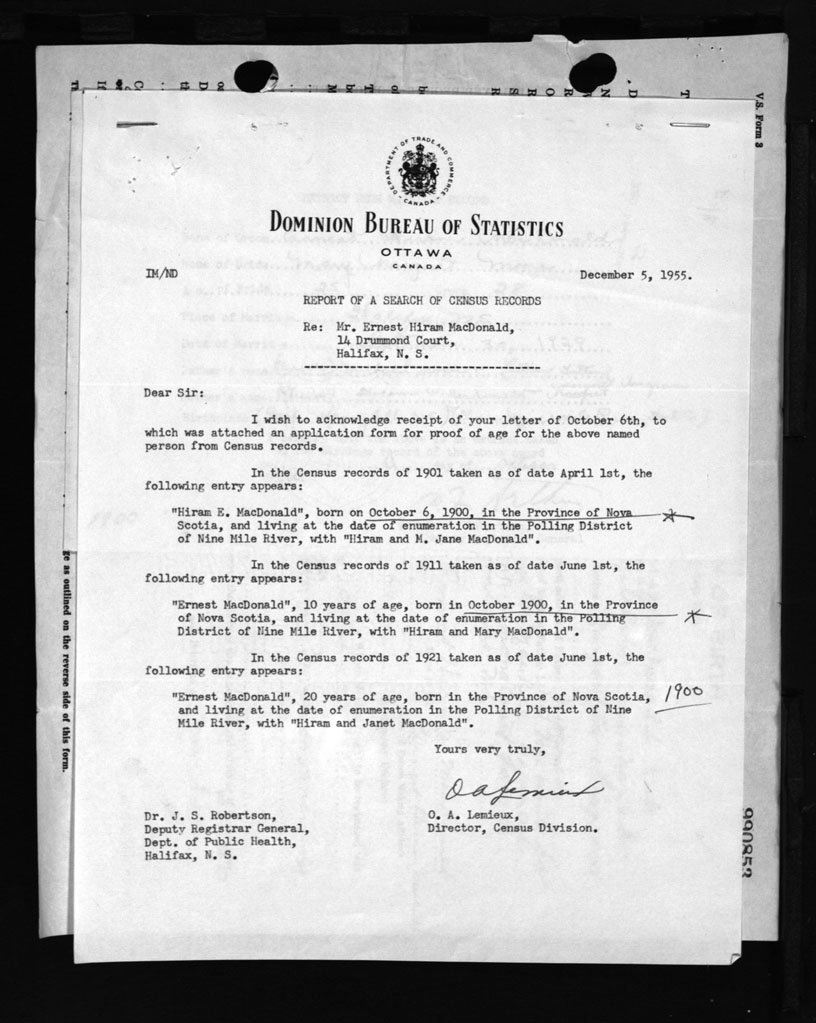 V.S. Form 3
DEPARTMENT OF TRADE AND COMMERCE
CANADA
DOMINION BUREAU OF STATISTICS
OTTAWA
CANADA
IM/ND
December 5, 1955.
REPORT OF A SEARCH OF CENSUS RECORDS
Re: Mr. Ernest Hiram MacDonald,
14 Drummond Court,
Halifax, N. S.
Dear Sir:
I wish to acknowledge receipt of your letter of October 6th, to
which was attached an application form for proof of age for the above named
person from Census records.
In the Census records of 1901 taken as of date April 1st, the
following entry appears:
"Hiram E. MacDonald", born on October 6, 1900, in the Province of Nova
Scotia, and living at the date of enumeration in the Polling District
of Nine Mile River, with "Hiram and M. Jane MacDonald".
In the Census records of 1911 taken as of date June 1st, the
following entry appears:
"Ernest MacDonald", 10 years of age, born in October 1900, in the Province
of Nova Scotia, and living at the date of enumeration in the Polling
District of Nine Mile River, with "Hiram and Mary MacDonald".
In the Census records of 1921 taken as of date June 1st, the
following entry appears:
"Ernest MacDonald", 20 years of age, born in the Province of Nova Scotia, 1900
and living at the date of enumeration in the Polling District of Nine
Mile River, with "Hiram and Janet MacDonald".
Yours very truly,
O A Lemieux
O. A. Lemieux,
Director, Census Division.
Dr. J. S. Robertson,
Deputy Registrar General,
Dept. of Public Health,
Halifax, N. S.
ge as outlined on the reverse side of this form.